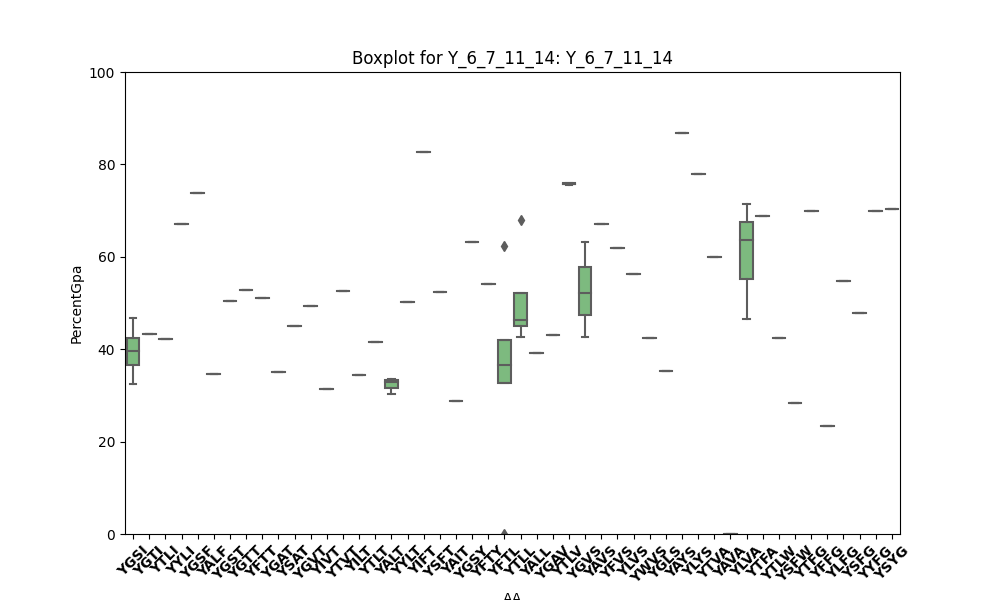 Boxplot for Y_6_7_11_14: Y_6_7_11_14
PercentGpa
100
80
60
40
20
0
YGSI YGTI YTLI YYLI YGSF YALF YGST YGTT YFTT YGAT YSAT YGVT YIVT YTVT YILT YTLT YALT YYLT YIFT YSFT YAIT YGSY YFTY YFTL YTLL YALL YGAV YTLV YGVS YAVS YFVS YLVS YWVS YGLS YAYS YLYS YTVA YAVA YLVA YTFA YTLW YSFW YTFG YFFG YLFG YSFG YYFG YSYG
AA